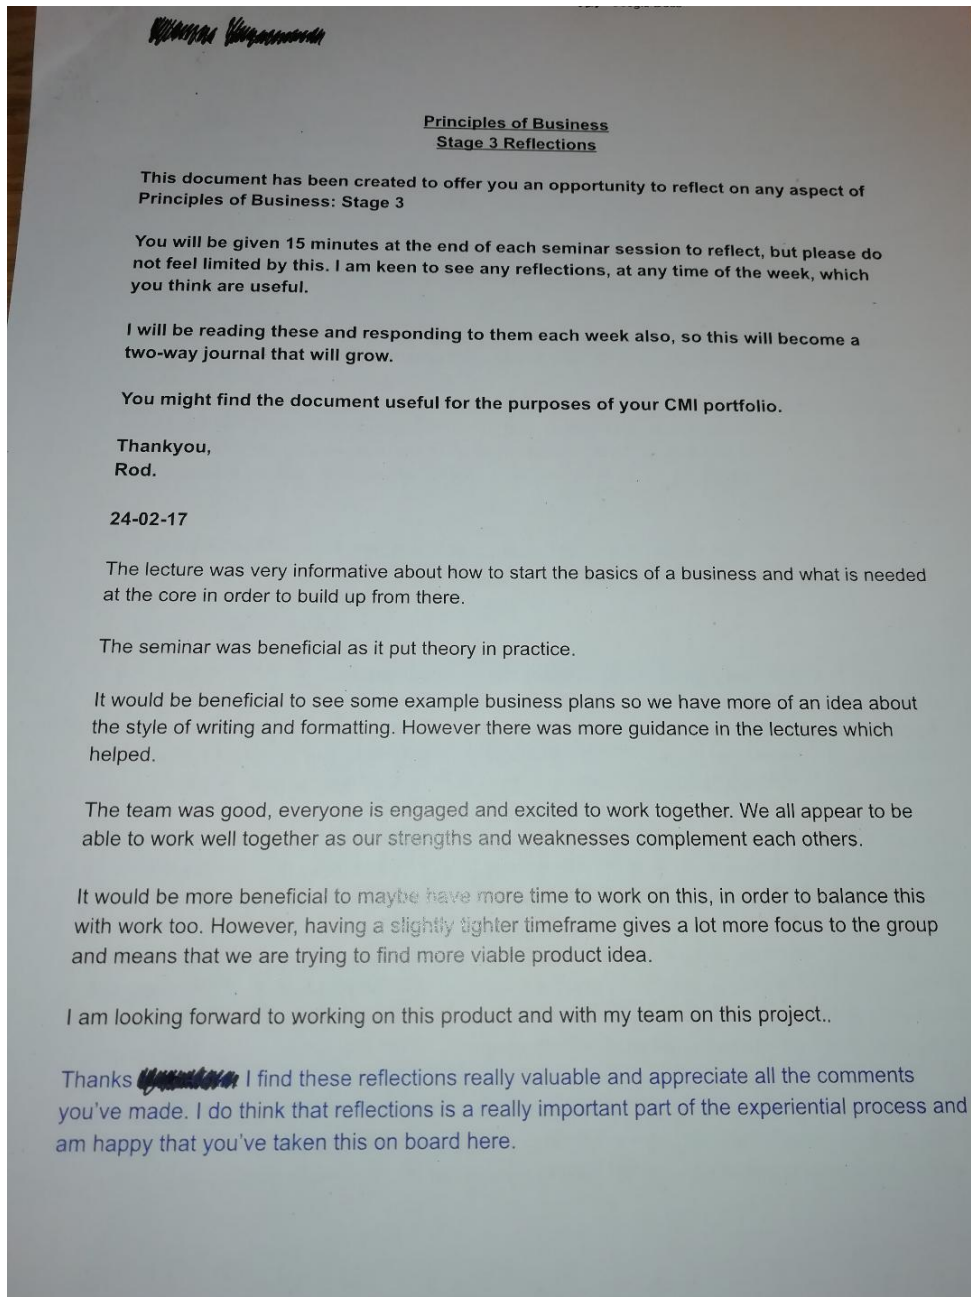 Principles of Business
Stage 3 Reflections
This document has been created to offer you an opportunity to reflect on any aspect of
Principles of Business: Stage 3
You will be given 15 minutes at the end of each seminar session to reflect, but please do
not feel limited by this. I am keen to see any reflections, at any time of the week, which
you think are useful.
I will be reading these and responding to them each week also, so this will become a
two-way journal that will grow.
You might find the document useful for the purposes of your CMI portfolio.
Thankyou,
Rod.
24-02-17
The lecture was very informative about how to start the basics of a business and what is needed
at the core in order to build up from there.
The seminar was beneficial as it put theory in practice.
It would be beneficial to see some example business plans so we have more of an idea about
the style of writing and formatting. However there was more guidance in the lectures which
helped.
The team was good, everyone is engaged and excited to work together. We all appear to be
able to work well together as our strengths and weaknesses complement each others.
It would be more beneficial to maybe have more time to work on this, in order to balance this
with work too. However, having a slightly tighter timeframe gives a lot more focus to the group
and means that we are trying to find more viable product idea.
I am looking forward to working on this product and with my team on this project..
Thanks I find these reflections really valuable and appreciate all the comments
you've made. I do think that reflections is a really important part of the experiential process and
am happy that you've taken this on board here.